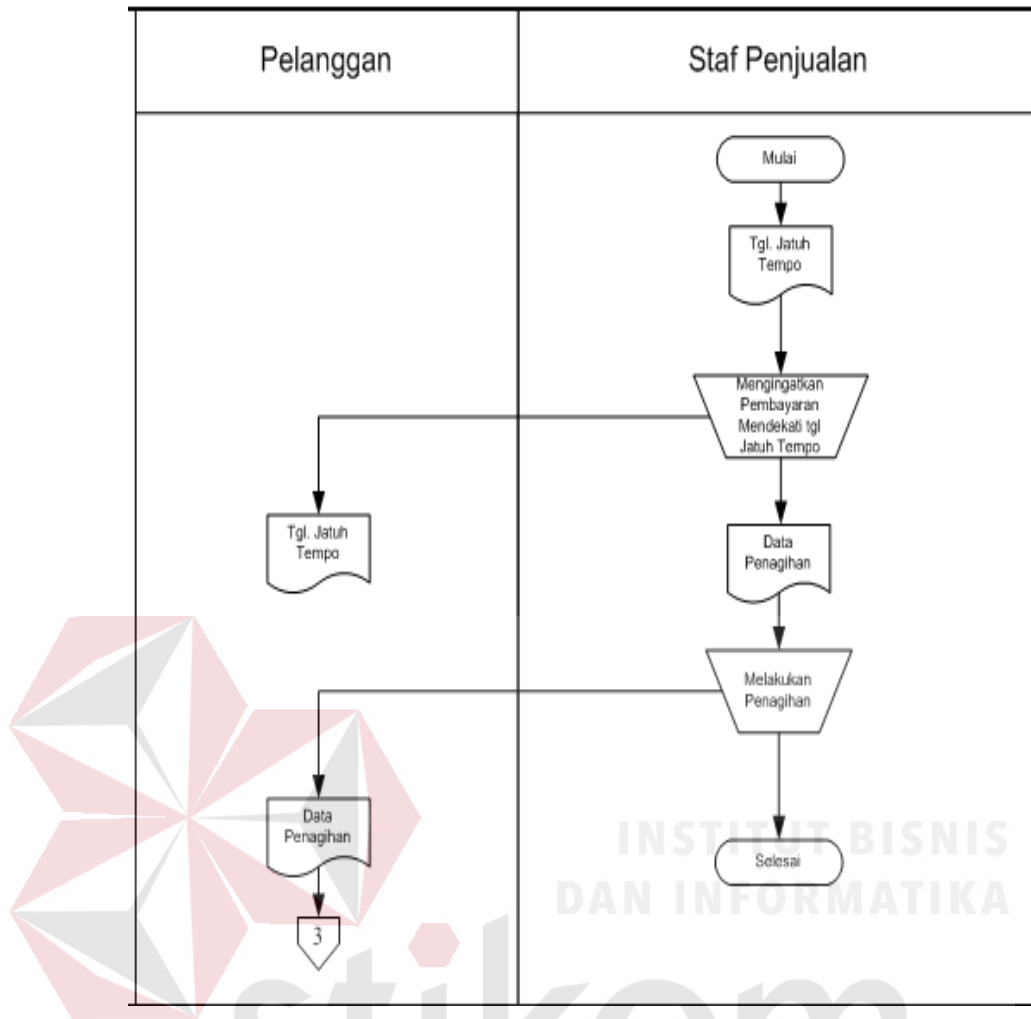 Pelanggan
Staf Penjualan
Mulai
Tgl. Jatuh
Tempo
Mengingatkan
Pembayaran
Mendekati tgl
Jatuh Tempo
Tgl. Jatuh
Tempo
Data
Penagihan
Melakukan
Penagihan
Data
Penagihan
3
Selesai
INSTITUT BISNIS
DAN INFORMATIKA
stikom